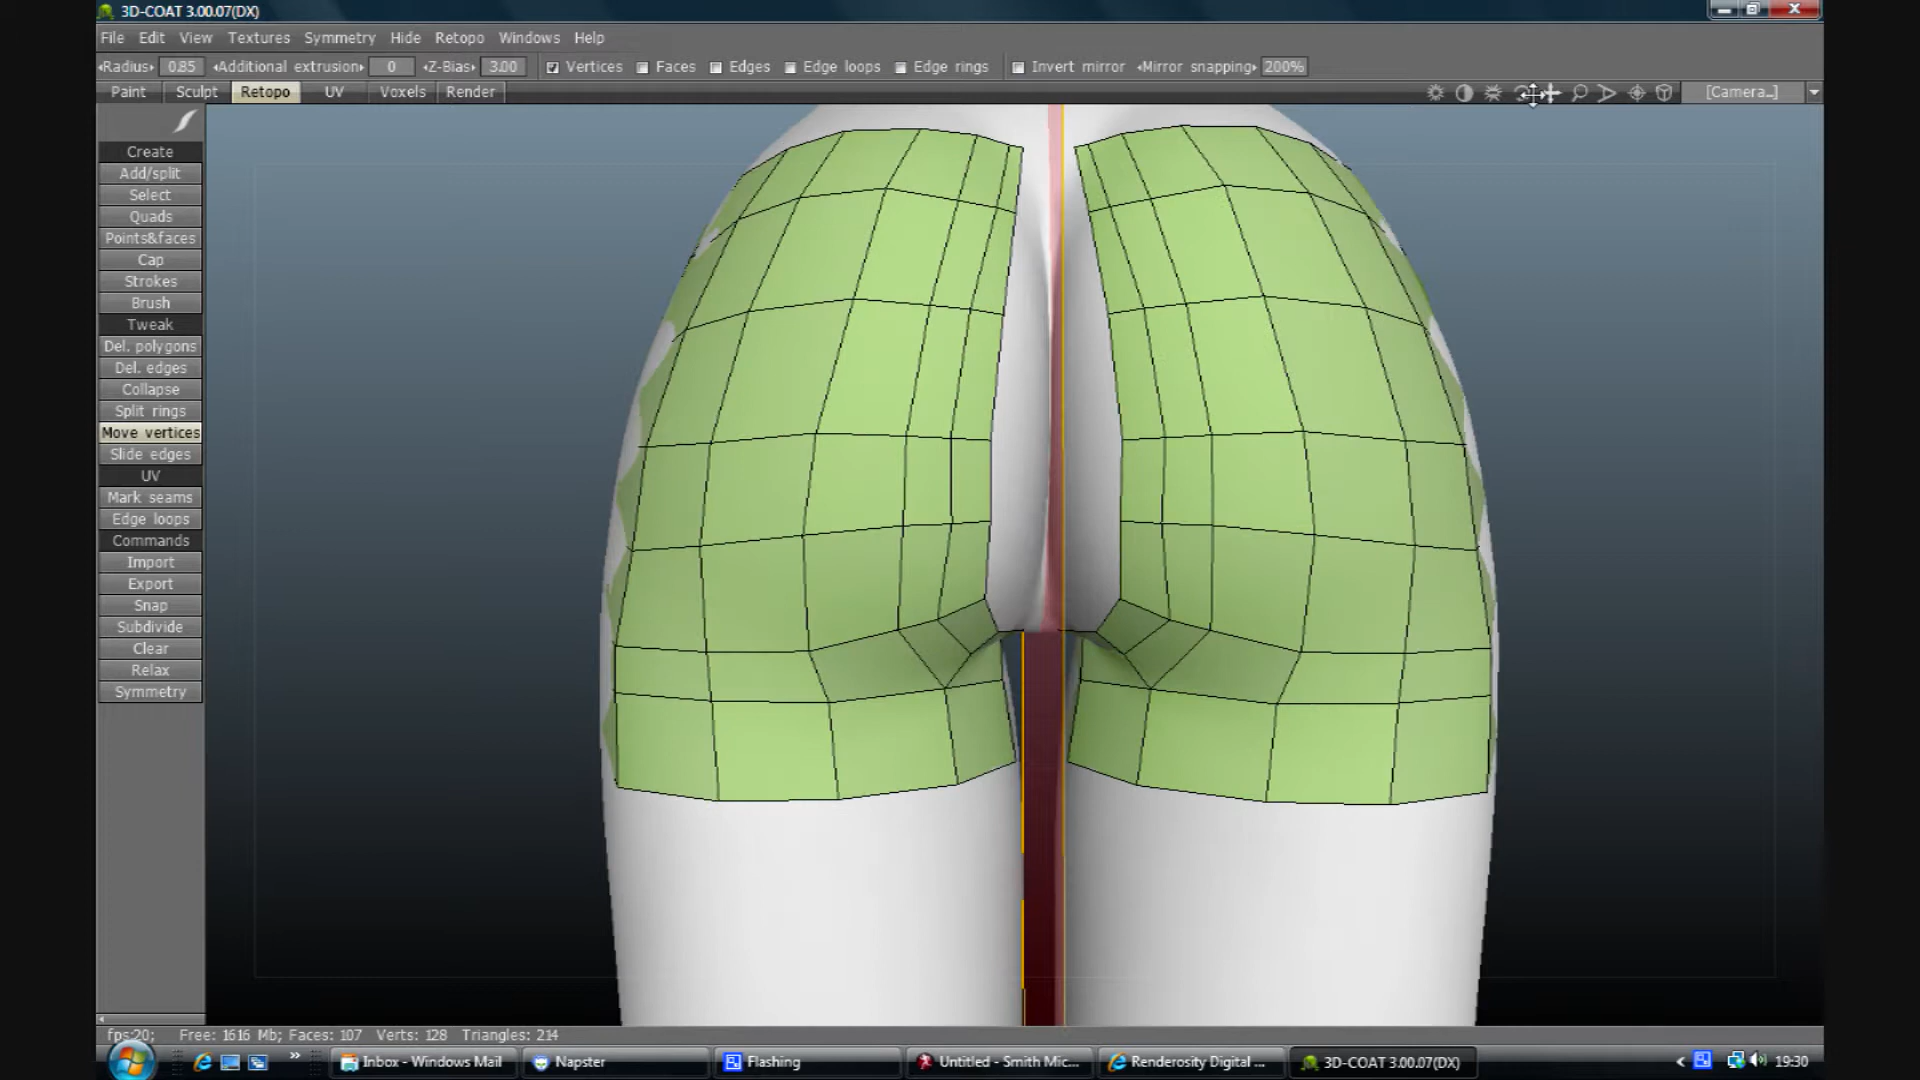 3D-COAT 3.00.07(DX)
File Edit View Textures Symmetry Hide Retopo Windows Help
Radius 0.85 Additional extrusion 0 Z-Bias 3.00 Vertices Faces Edges Edge loops Edge rings Invert mirror Mirror snapping 200%
Paint Sculpt Retopo UV Voxels Render [Camera..]
Create
Add/split
Select
Quads
Points&faces
Cap
Strokes
Brush
Tweak
Del. polygons
Del. edges
Collapse
Split rings
Move vertices
Slide edges
UV
Mark seams
Edge loops
Commands
Import
Export
Snap
Subdivide
Clear
Relax
Symmetry
fps:20; Free: 1616 Mb; Faces: 107 Verts: 128 Triangles: 214
Inbox - Windows Mail Napster Flashing Untitled - Smith Mic... Renderosity Digital ... 3D-COAT 3.00.07(DX) 19:30